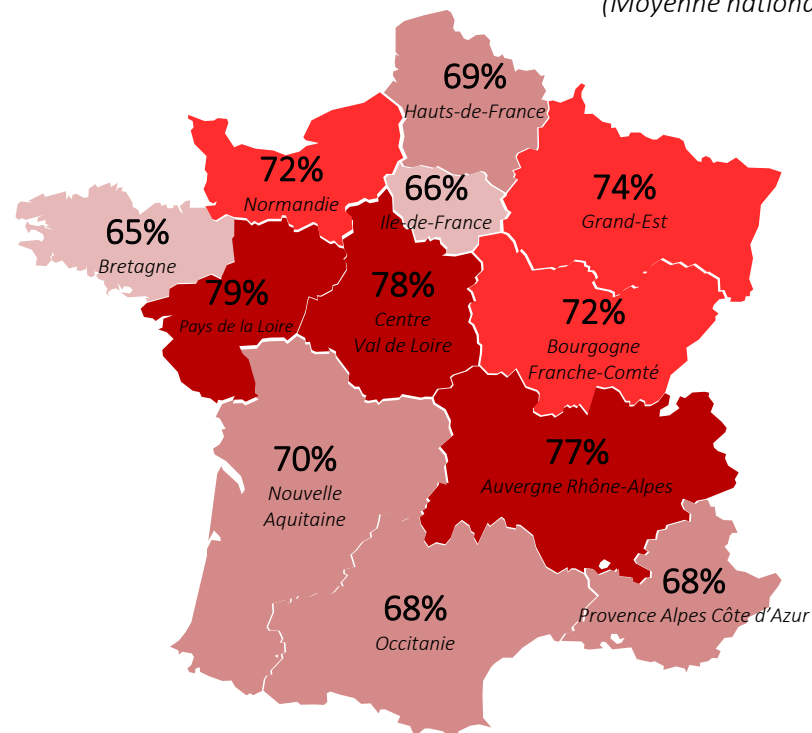 (Moyenne nationa
69%
Hauts-de-France
72%
Normandie
66%
Ile-de-France
74%
Grand-Est
65%
Bretagne
79%
Pays de la Loire
78%
Centre
Val de Loire
72%
Bourgogne
Franche-Comté
70%
Nouvelle
Aquitaine
77%
Auvergne Rhône-Alpes
68%
Occitanie
68%
Provence Alpes Côte d'Azur